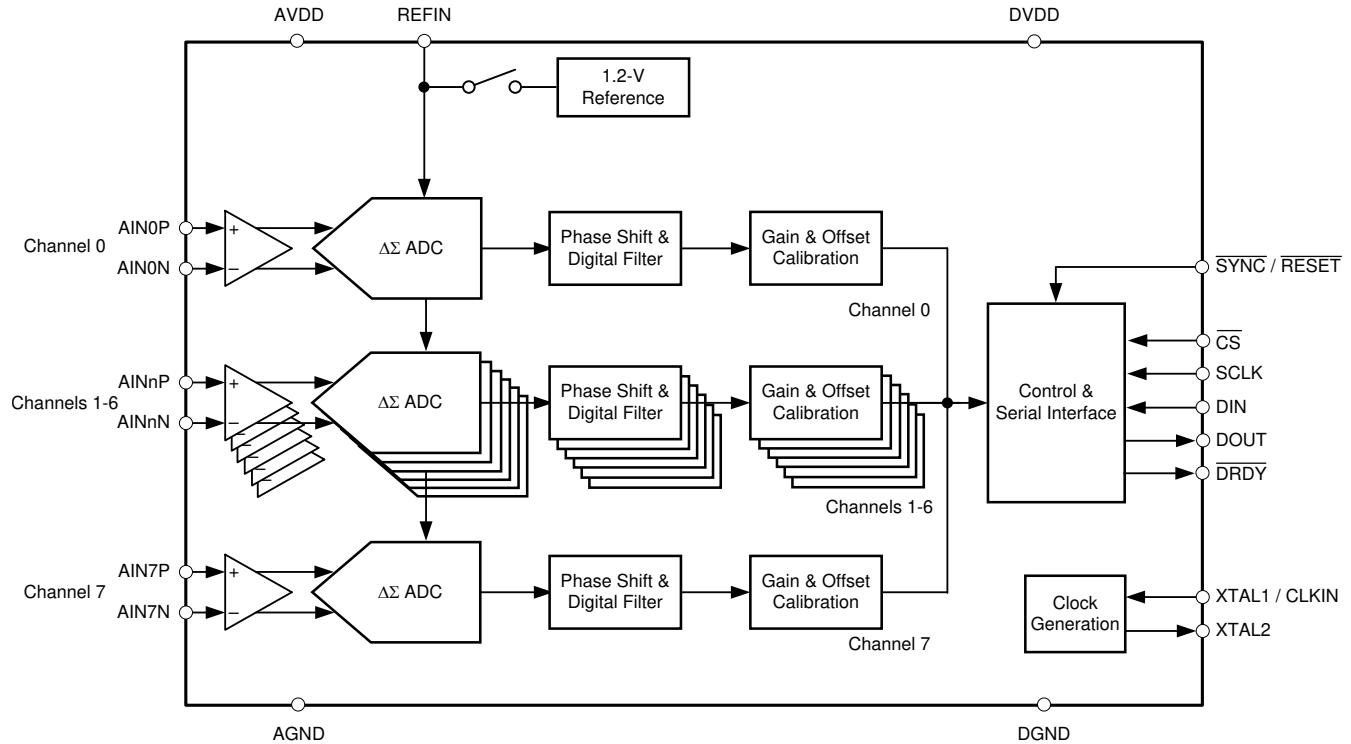 AVDD
REFIN
DVDD
1.2-V
Reference
Channel 0
AIN0P
AIN0N
+
−
ΔΣ ADC
Phase Shift &
Digital Filter
Gain & Offset
Calibration
Channel 0
Channels 1-6
AINnP
AINnN
+
−
−
−
−
−
−
ΔΣ ADC
Phase Shift &
Digital Filter
Gain & Offset
Calibration
Channels 1-6
Channel 7
AIN7P
AIN7N
+
−
ΔΣ ADC
Phase Shift &
Digital Filter
Gain & Offset
Calibration
Channel 7
Control &
Serial Interface
SYNC / RESET
CS
SCLK
DIN
DOUT
DRDY
Clock
Generation
XTAL1 / CLKIN
XTAL2
AGND
DGND